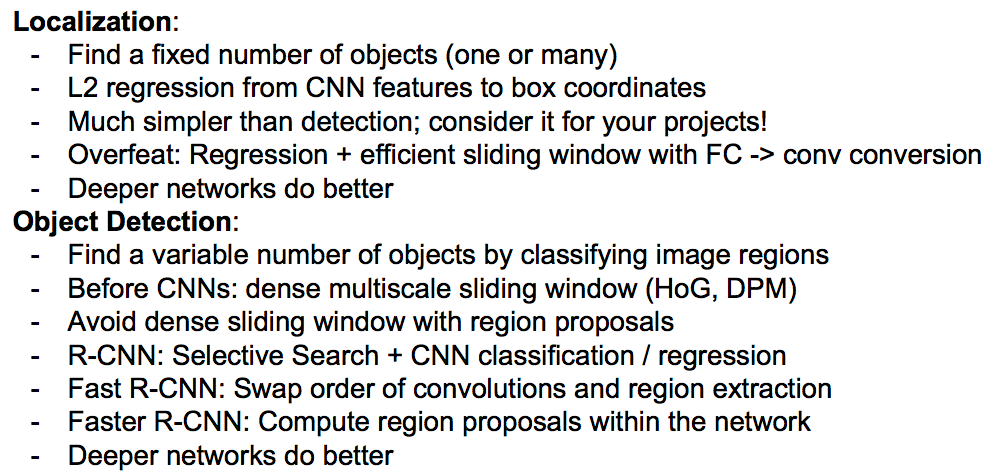 Localization:
- Find a fixed number of objects (one or many)
- L2 regression from CNN features to box coordinates
- Much simpler than detection; consider it for your projects!
- Overfeat: Regression + efficient sliding window with FC -> conv conversion
- Deeper networks do better
Object Detection:
- Find a variable number of objects by classifying image regions
- Before CNNs: dense multiscale sliding window (HoG, DPM)
- Avoid dense sliding window with region proposals
- R-CNN: Selective Search + CNN classification / regression
- Fast R-CNN: Swap order of convolutions and region extraction
- Faster R-CNN: Compute region proposals within the network
- Deeper networks do better